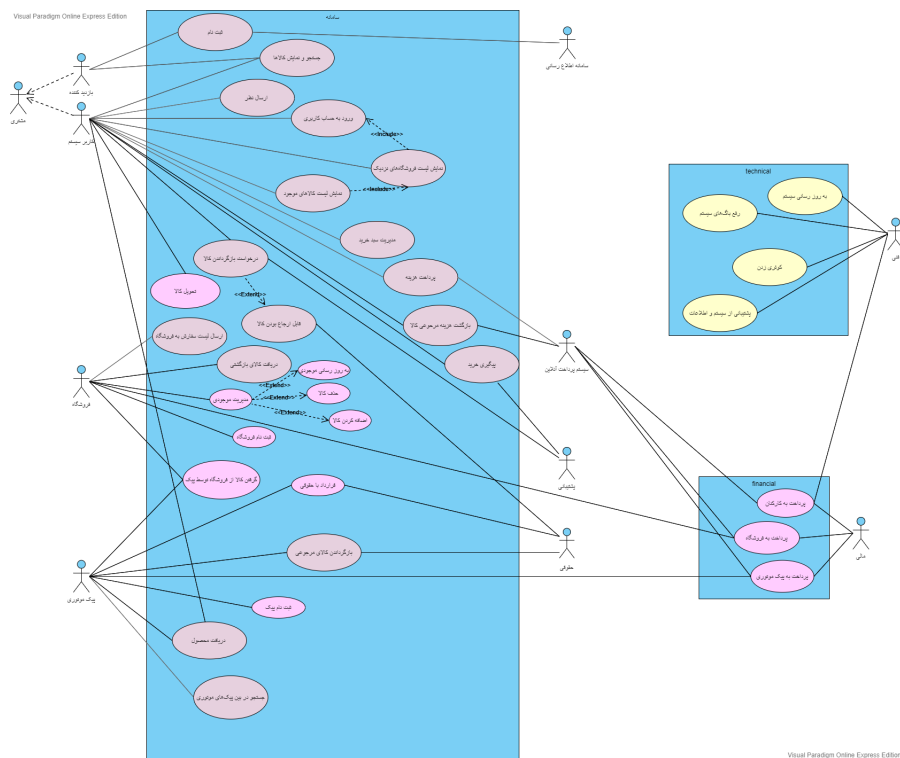 Visual Paradigm Online Express Edition
سامانه
ثبت نام
سامانه اطلاع رسانی
جستجو و نمایش کالاها
بازدید کننده
مشتری
ارسال نظر
ورود به حساب کاربری
کاربر سیستم
<<Include>>
نمایش لیست فروشگاه‌های نزدیک
<<Include>>
نمایش لیست کالاهای موجود
technical
به روز رسانی سیستم
رفع باگ‌های سیستم
فنی
کوئری زدن
پشتیبانی از سیستم و اطلاعات
مدیریت سبد خرید
درخواست بازگرداندن کالا
پرداخت هزینه
تحویل کالا
<<Extend>>
قابل ارجاع بودن کالا
بازگشت هزینه مرجوعی کالا
ارسال لیست سفارش به فروشگاه
پیگیری خرید
سیستم پرداخت آنلاین
دریافت کالای بازگشتی
به روز رسانی موجودی
<<Extend>>
فروشگاه
مدیریت موجودی
<<Extend>>
حذف کالا
<<Extend>>
اضافه کردن کالا
ثبت نام فروشگاه
گرفتن کالا از فروشگاه توسط پیک
قرارداد با حقوقی
پشتیبانی
financial
پرداخت به کارکنان
پرداخت به فروشگاه
مالی
پرداخت به پیک موتوری
بازگرداندن کالای مرجوعی
حقوقی
پیک موتوری
ثبت نام پیک
دریافت محصول
جستجو در بین پیک‌های موتوری
Visual Paradigm Online Express Edition